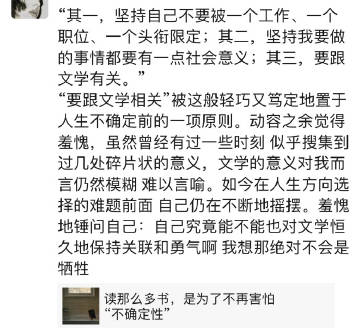 “其一，坚持自己不要被一个工作、一个
职位、一个头衔限定；其二，坚持我要做
的事情都要有一点社会意义；其三，要跟
文学有关。”
“要跟文学相关”被这般轻巧又笃定地置于
人生不确定前的一项原则。动容之余觉得
羞愧，虽然曾经有过一些时刻 似乎搜集到
过几处碎片状的意义，文学的意义对我而
言仍然模糊 难以言喻。如今在人生方向选
择的难题前面 自己仍在不断地摇摆。羞愧
地锤问自己：自己究竟能不能也对文学恒
久地保持关联和勇气啊 我想那绝对不会是
牺牲
读那么多书，是为了不再害怕
“不确定性”